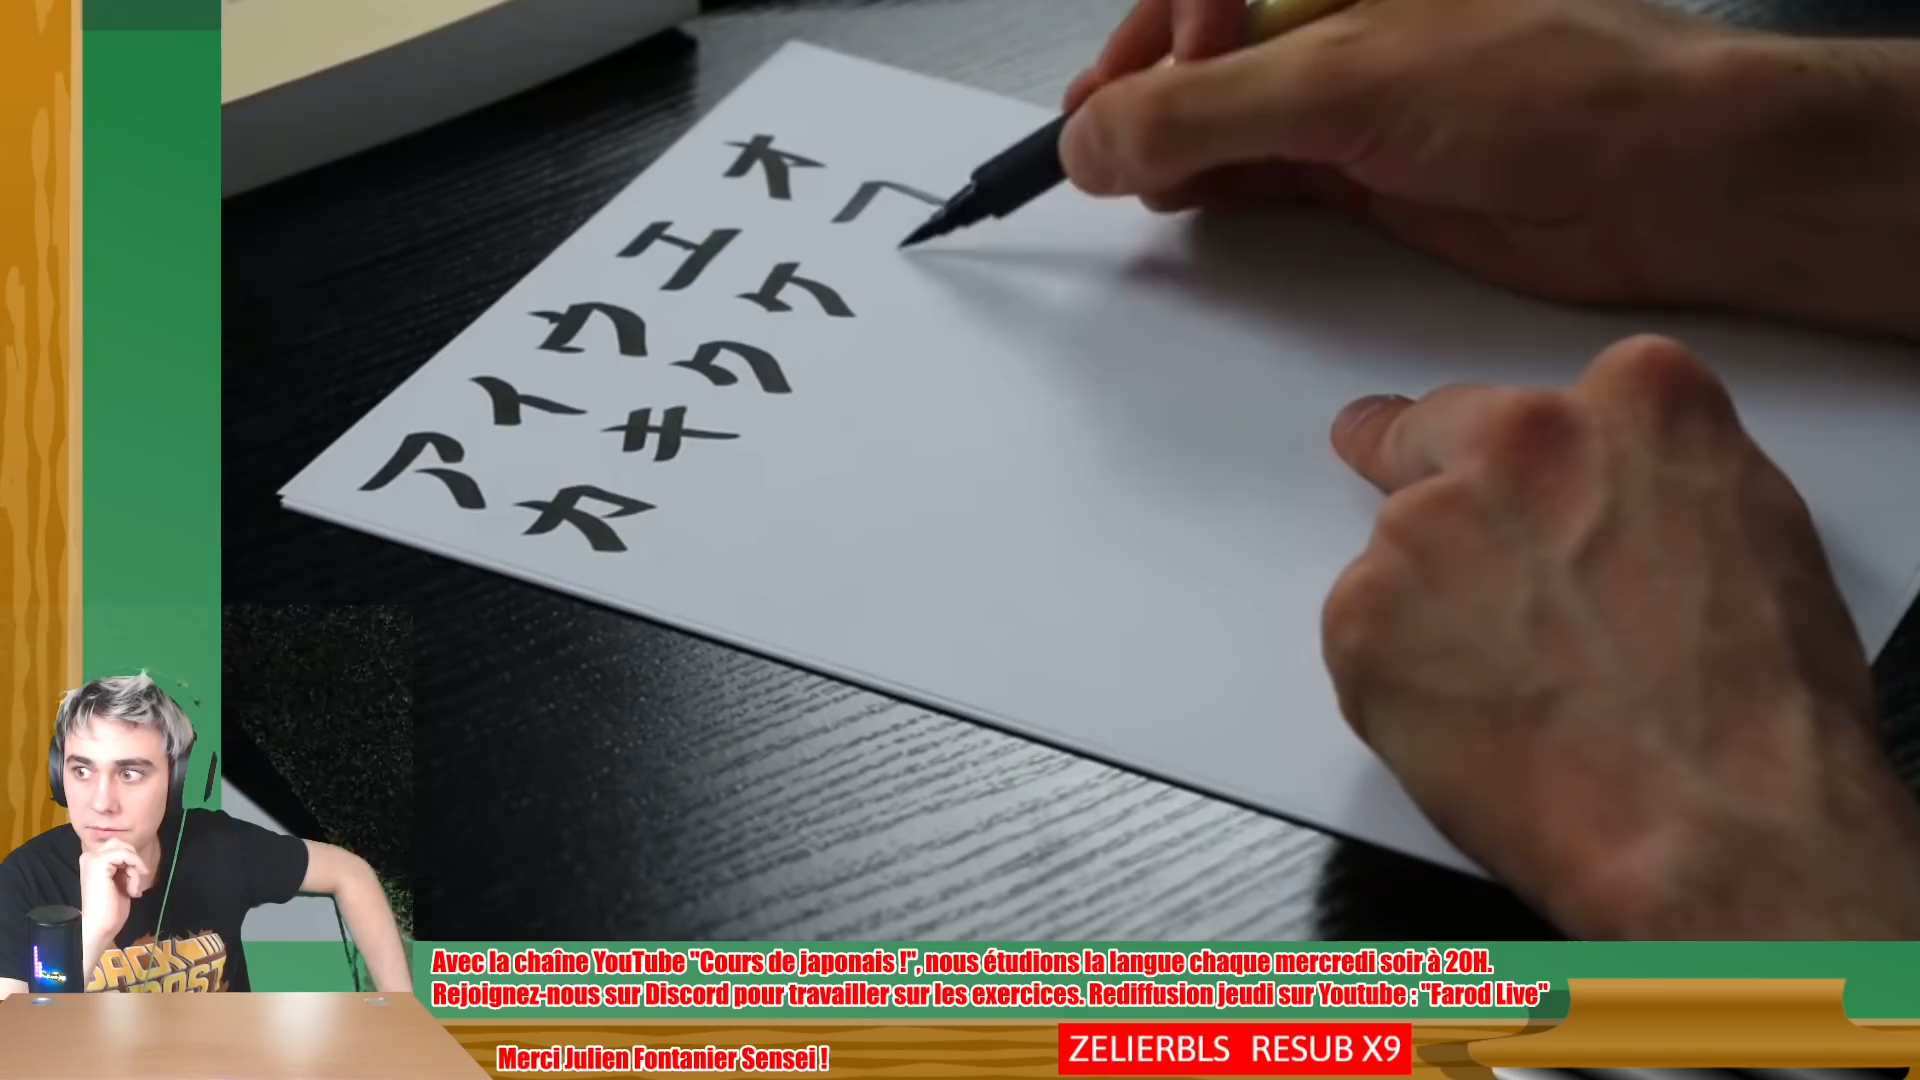 オ
エ
ウ
イ
ア
ケ
ク
キ
カ
Avec la chaîne YouTube "Cours de japonais !", nous étudions la langue chaque mercredi soir à 20H.
Rejoignez-nous sur Discord pour travailler sur les exercices. Rediffusion jeudi sur Youtube : "Farod Live"
Merci Julien Fontanier Sensei !
ZELIERBLS RESUB X9